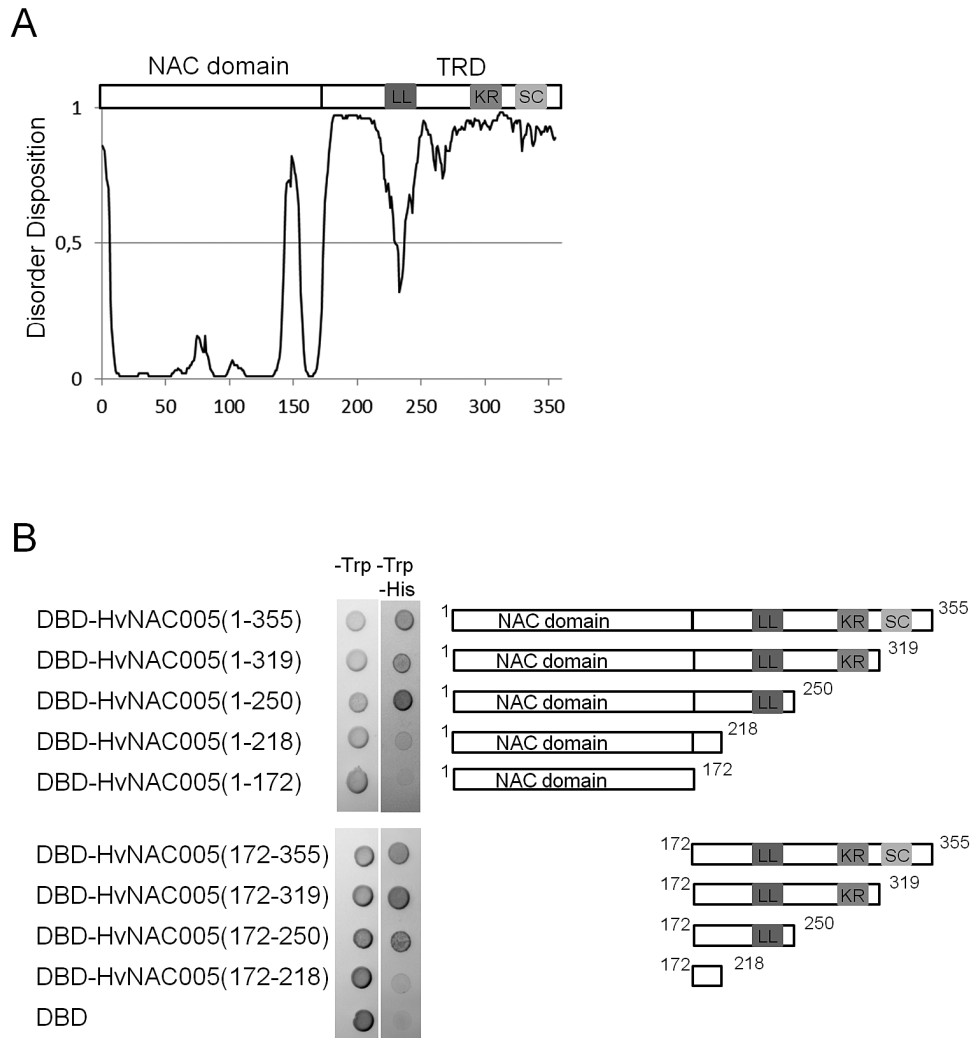 A
NAC domain TRD
LL KR SC
1
0,5
0
Disorder Disposition
0 50 100 150 200 250 300 350
B
-Trp -Trp
-His
DBD-HvNAC005(1-355) 1 NAC domain LL KR SC 355
DBD-HvNAC005(1-319) 1 NAC domain LL KR 319
DBD-HvNAC005(1-250) 1 NAC domain LL 250
DBD-HvNAC005(1-218) 1 NAC domain 218
DBD-HvNAC005(1-172) 1 NAC domain 172
DBD-HvNAC005(172-355) 172 LL KR SC 355
DBD-HvNAC005(172-319) 172 LL KR 319
DBD-HvNAC005(172-250) 172 LL 250
DBD-HvNAC005(172-218) 172 218
DBD